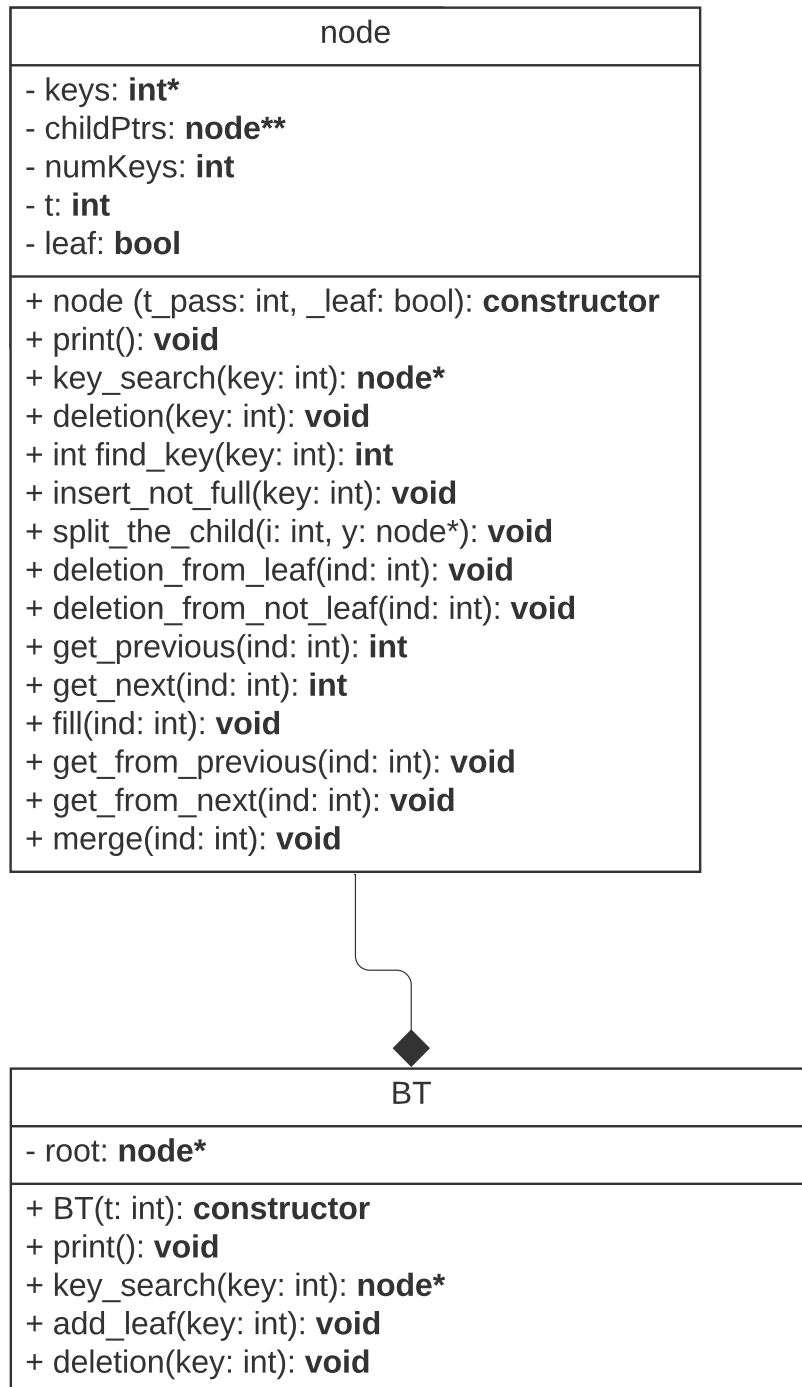 node
- keys: int*
- childPtrs: node**
- numKeys: int
- t: int
- leaf: bool
+ node (t_pass: int, _leaf: bool): constructor
+ print(): void
+ key_search(key: int): node*
+ deletion(key: int): void
+ int find_key(key: int): int
+ insert_not_full(key: int): void
+ split_the_child(i: int, y: node*): void
+ deletion_from_leaf(ind: int): void
+ deletion_from_not_leaf(ind: int): void
+ get_previous(ind: int): int
+ get_next(ind: int): int
+ fill(ind: int): void
+ get_from_previous(ind: int): void
+ get_from_next(ind: int): void
+ merge(ind: int): void
BT
- root: node*
+ BT(t: int): constructor
+ print(): void
+ key_search(key: int): node*
+ add_leaf(key: int): void
+ deletion(key: int): void